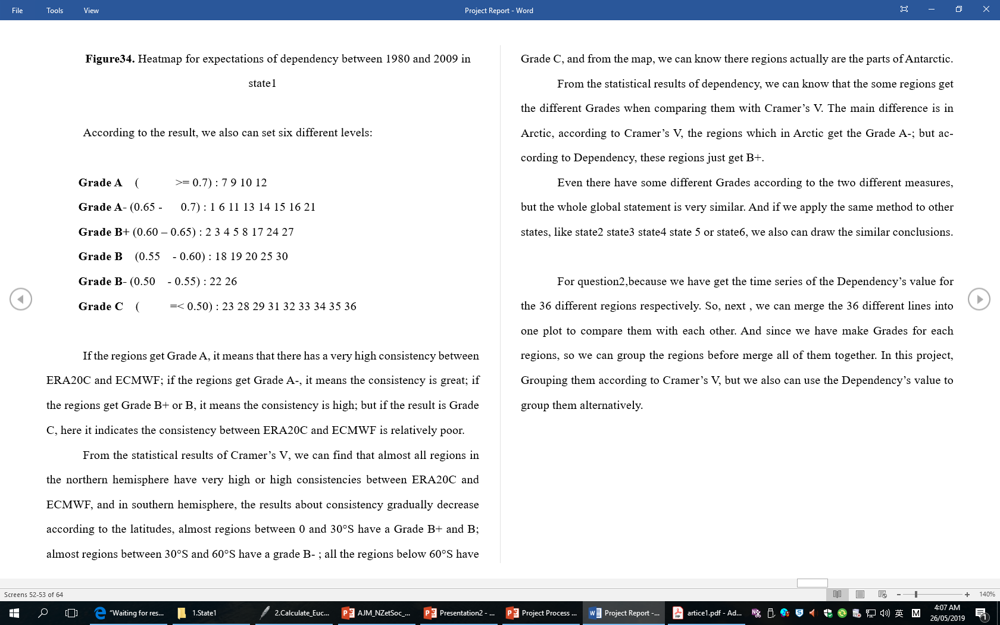 File Tools View Project Report - Word
Figure34. Heatmap for expectations of dependency between 1980 and 2009 in
state1
According to the result, we also can set six different levels:
Grade A ( >= 0.7) : 7 9 10 12
Grade A- (0.65 - 0.7) : 1 6 11 13 14 15 16 21
Grade B+ (0.60 – 0.65) : 2 3 4 5 8 17 24 27
Grade B (0.55 - 0.60) : 18 19 20 25 30
Grade B- (0.50 - 0.55) : 22 26
Grade C ( =< 0.50) : 23 28 29 31 32 33 34 35 36
If the regions get Grade A, it means that there has a very high consistency between
ERA20C and ECMWF; if the regions get Grade A-, it means the consistency is great; if
the regions get Grade B+ or B, it means the consistency is high; but if the result is Grade
C, here it indicates the consistency between ERA20C and ECMWF is relatively poor.
From the statistical results of Cramer’s V, we can find that almost all regions in
the northern hemisphere have very high or high consistencies between ERA20C and
ECMWF, and in southern hemisphere, the results about consistency gradually decrease
according to the latitudes, almost regions between 0 and 30°S have a Grade B+ and B;
almost regions between 30°S and 60°S have a grade B- ; all the regions below 60°S have
Grade C, and from the map, we can know there regions actually are the parts of Antarctic.
From the statistical results of dependency, we can know that the some regions get
the different Grades when comparing them with Cramer’s V. The main difference is in
Arctic, according to Cramer’s V, the regions which in Arctic get the Grade A-; but ac-
cording to Dependency, these regions just get B+.
Even there have some different Grades according to the two different measures,
but the whole global statement is very similar. And if we apply the same method to other
states, like state2 state3 state4 state 5 or state6, we also can draw the similar conclusions.
For question2,because we have get the time series of the Dependency’s value for
the 36 different regions respectively. So, next , we can merge the 36 different lines into
one plot to compare them with each other. And since we have make Grades for each
regions, so we can group the regions before merge all of them together. In this project,
Grouping them according to Cramer’s V, but we also can use the Dependency’s value to
group them alternatively.
Screens 52-53 of 64 140%
"Waiting for res... 1.State1 2.Calculate_Euc... AJM_NZetSoc_... Presentation2 - ... Project Process ... Project Report -... artice1.pdf - Ad... 英 M 4:07 AM
26/05/2019 1